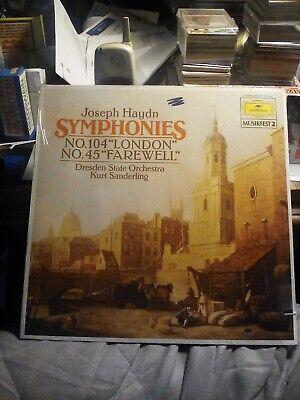 Joseph Haydn
SYMPHONIES
NO.104 "LONDON"
NO.45 "FAREWELL"
Dresden State Orchestra
Kurt Sanderling
MUSIKFEST 2